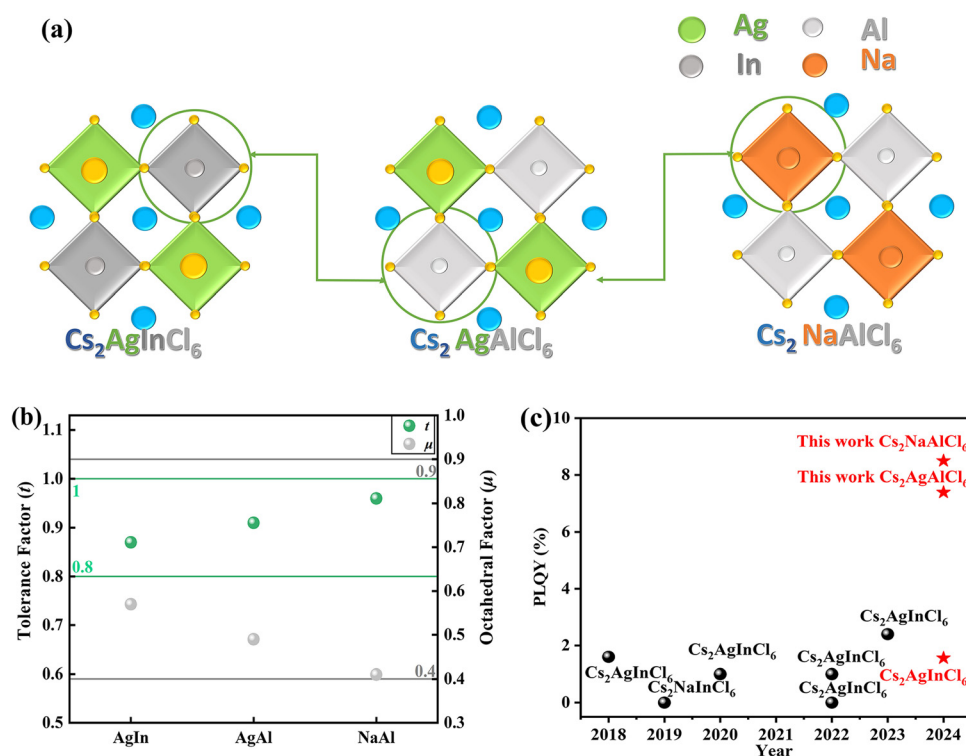 (a)
Ag
Al
In
Na
Cs₂AgInCl₆
Cs₂ AgAlCl₆
Cs₂ NaAlCl₆
(b)
Tolerance Factor (t)
1.1
1.0
0.9
0.8
0.7
0.6
0.5
1
0.8
0.9
0.4
t
μ
1.0
0.9
0.8
0.7
0.6
0.5
0.4
0.3
Octahedral Factor (μ)
AgIn
AgAl
NaAl
(c)
PLQY (%)
10
8
6
4
2
0
This work Cs₂NaAlCl₆
This work Cs₂AgAlCl₆
Cs₂AgInCl₆
Cs₂AgInCl₆
Cs₂AgInCl₆
Cs₂AgInCl₆
Cs₂NaInCl₆
Cs₂AgInCl₆
Cs₂AgInCl₆
2018 2019 2020 2021 2022 2023 2024
Year